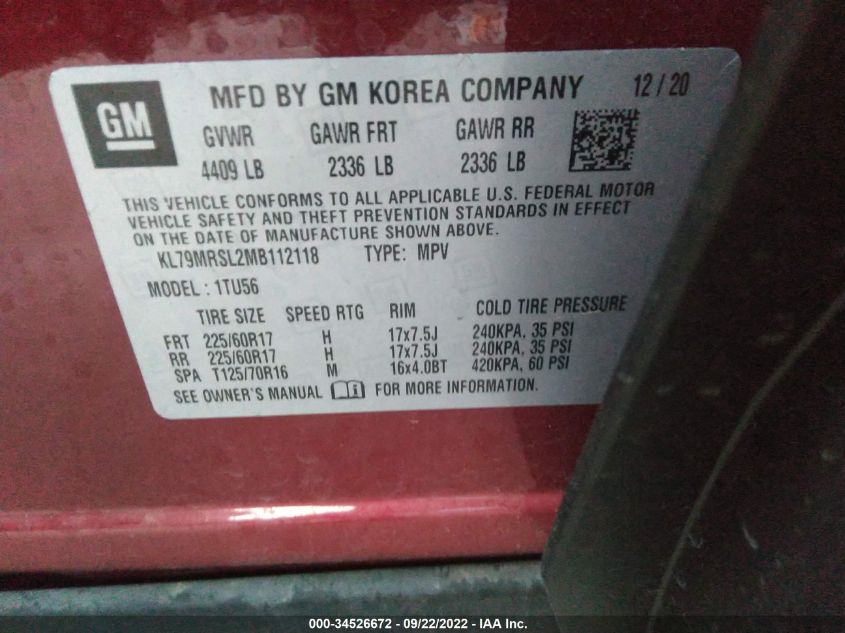 GM
MFD BY GM KOREA COMPANY 12 / 20
GVWR GAWR FRT GAWR RR
4409 LB 2336 LB 2336 LB
THIS VEHICLE CONFORMS TO ALL APPLICABLE U.S. FEDERAL MOTOR
VEHICLE SAFETY AND THEFT PREVENTION STANDARDS IN EFFECT
ON THE DATE OF MANUFACTURE SHOWN ABOVE.
KL79MRSL2MB112118 TYPE: MPV
MODEL : 1TU56
TIRE SIZE SPEED RTG RIM COLD TIRE PRESSURE
FRT 225/60R17 H 17x7.5J 240KPA, 35 PSI
RR 225/60R17 H 17x7.5J 240KPA, 35 PSI
SPA T125/70R16 M 16x4.0BT 420KPA, 60 PSI
SEE OWNER'S MANUAL FOR MORE INFORMATION
000-34526672 - 09/22/2022 - IAA Inc.